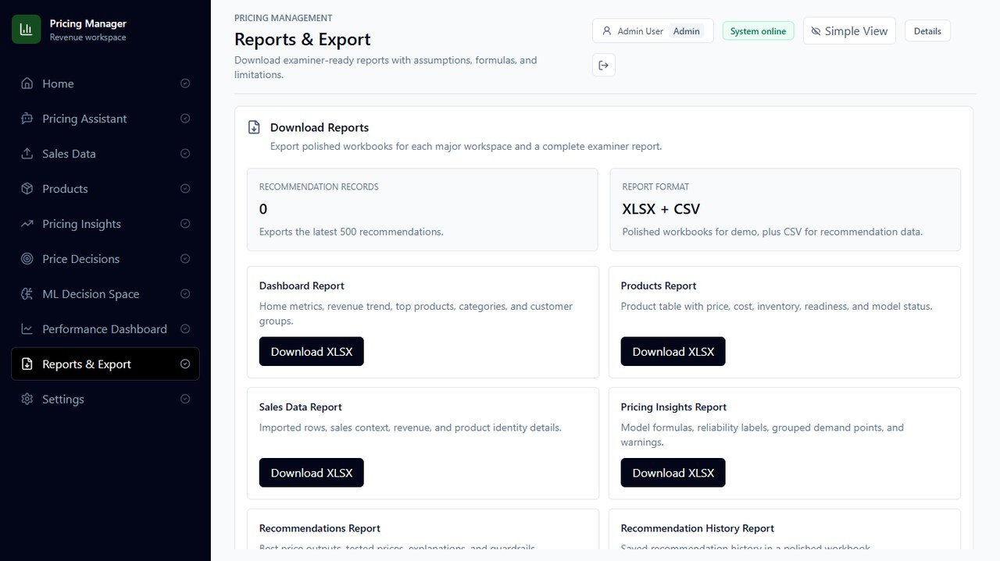 Pricing Manager
Revenue workspace
Home
Pricing Assistant
Sales Data
Products
Pricing Insights
Price Decisions
ML Decision Space
Performance Dashboard
Reports & Export
Settings
PRICING MANAGEMENT
Reports & Export
Download examiner-ready reports with assumptions, formulas, and
limitations.
Admin User Admin
System online
Simple View
Details
Download Reports
Export polished workbooks for each major workspace and a complete examiner report.
RECOMMENDATION RECORDS
0
Exports the latest 500 recommendations.
REPORT FORMAT
XLSX + CSV
Polished workbooks for demo, plus CSV for recommendation data.
Dashboard Report
Home metrics, revenue trend, top products, categories, and customer
groups.
Download XLSX
Products Report
Product table with price, cost, inventory, readiness, and model status.
Download XLSX
Sales Data Report
Imported rows, sales context, revenue, and product identity details.
Download XLSX
Pricing Insights Report
Model formulas, reliability labels, grouped demand points, and
warnings.
Download XLSX
Recommendations Report
Best price outputs, tested prices, explanations, and guardrails.
Recommendation History Report
Saved recommendation history in a polished workbook.